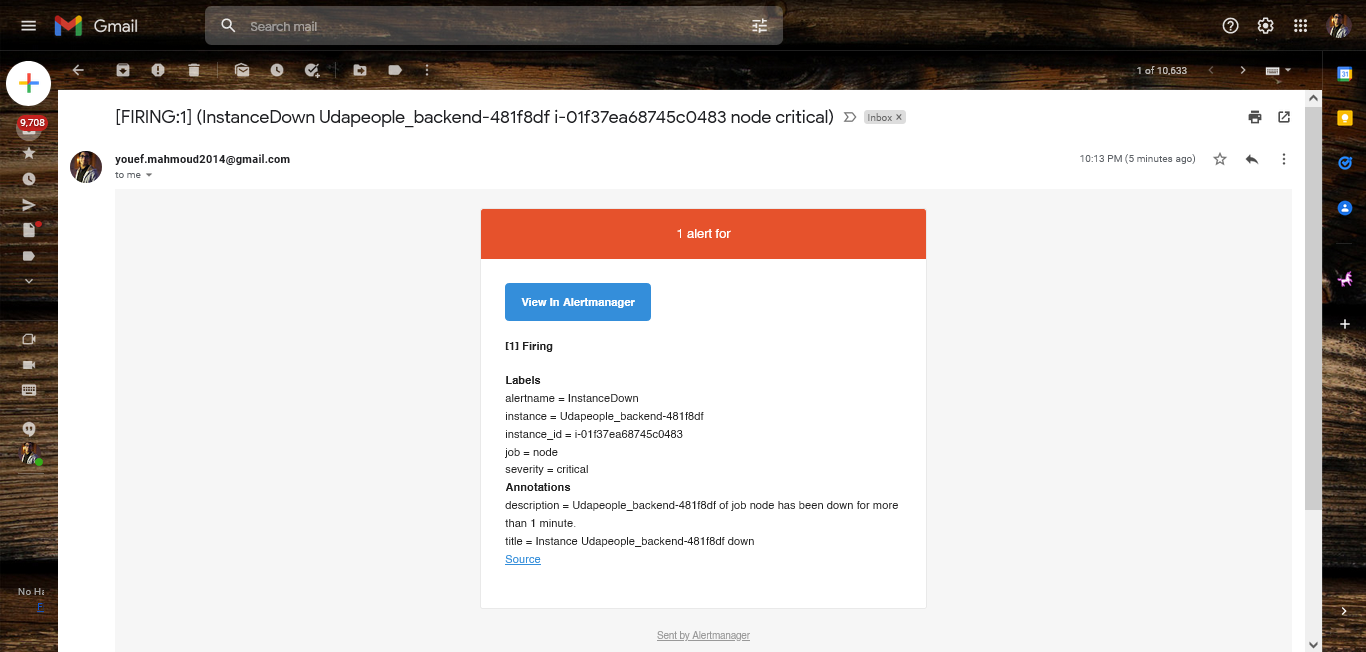 Gmail
Search mail
1 of 10,633
9,708
[FIRING:1] (InstanceDown Udapeople_backend-481f8df i-01f37ea68745c0483 node critical)
Inbox ×
youef.mahmoud2014@gmail.com
10:13 PM (5 minutes ago)
to me
1 alert for
View In Alertmanager
[1] Firing
Labels
alertname = InstanceDown
instance = Udapeople_backend-481f8df
instance_id = i-01f37ea68745c0483
job = node
severity = critical
Annotations
description = Udapeople_backend-481f8df of job node has been down for more
than 1 minute.
title = Instance Udapeople_backend-481f8df down
Source
Sent by Alertmanager
31
No Ha